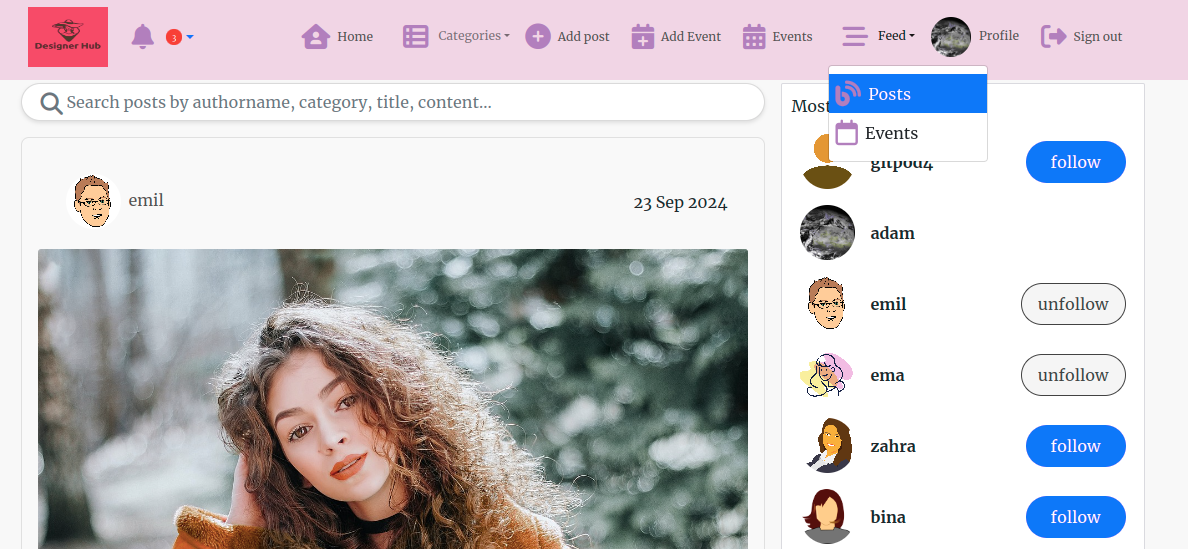 Designer Hub
3
Home
Categories
Add post
Add Event
Events
Feed
Profile
Sign out
Posts
Events
Search posts by authorname, category, title, content...
Most
emil
23 Sep 2024
gitpod4
follow
adam
emil
unfollow
ema
unfollow
zahra
follow
bina
follow